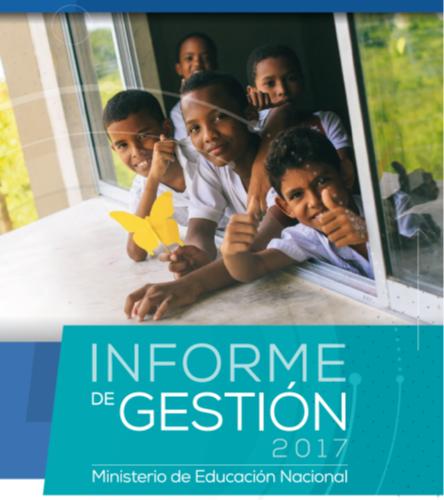 INFORME
DE GESTIÓN
2017
Ministerio de Educación Nacional